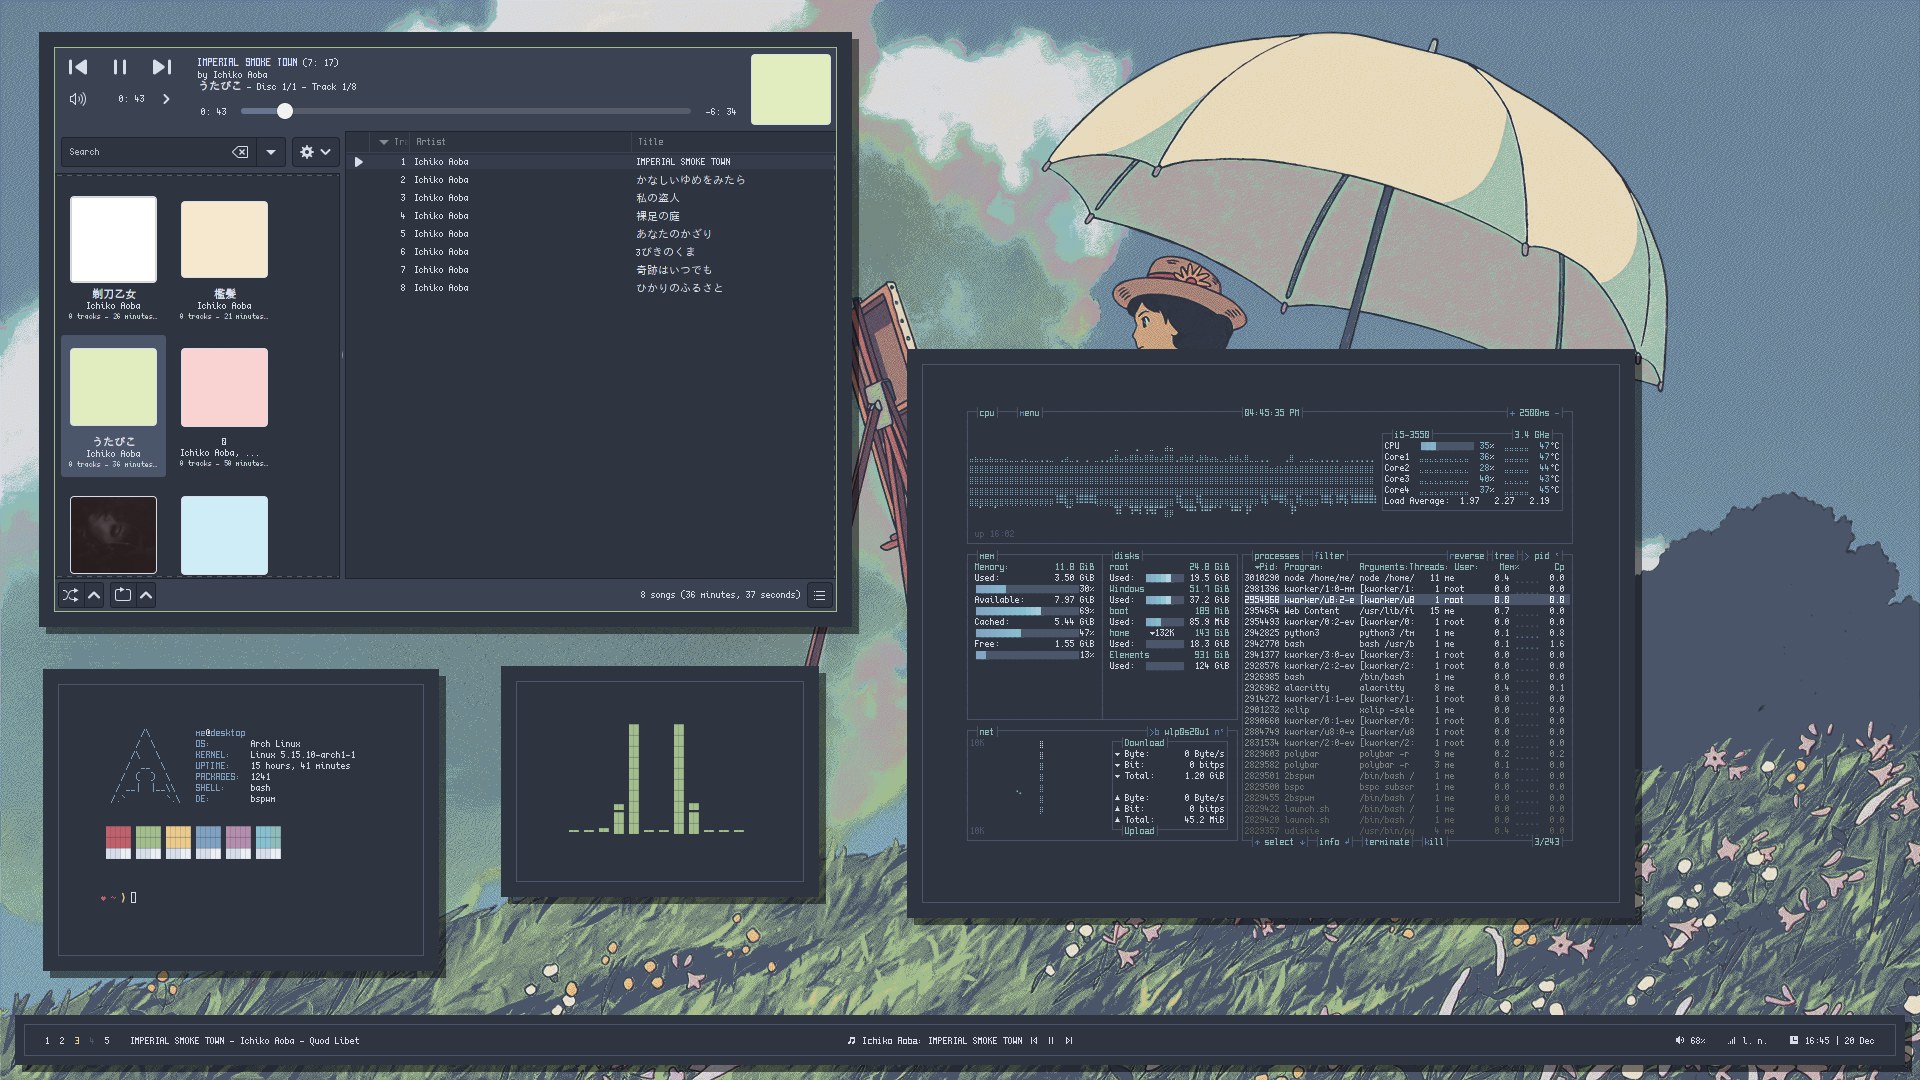 IMPERIAL SMOKE TOWN (7: 17)
by Ichiko Aoba
うたびこ - Disc 1/1 - Track 1/8
0: 43
0: 43
-6: 34
Search
Artist Title
1 Ichiko Aoba IMPERIAL SMOKE TOWN
2 Ichiko Aoba かなしいゆめをみたら
3 Ichiko Aoba 私の盗人
4 Ichiko Aoba 裸足の庭
5 Ichiko Aoba あなたのかざり
6 Ichiko Aoba 3びきのくま
7 Ichiko Aoba 奇跡はいつでも
8 Ichiko Aoba ひかりのふるさと
剃刀乙女
Ichiko Aoba
0 tracks - 26 minutes…
檻髪
Ichiko Aoba
0 tracks - 21 minutes…
うたびこ
Ichiko Aoba
0 tracks - 36 minutes…
0
Ichiko Aoba, ...
0 tracks - 50 minutes…
8 songs (36 minutes, 37 seconds)
me@desktop
OS: Arch Linux
KERNEL: Linux 5.15.10-arch1-1
UPTIME: 15 hours, 41 minutes
PACKAGES: 1241
SHELL: bash
DE: bspwm
cpu menu 04:45:35 PM + 2500ms -
i5-3550 3.4 GHz
CPU 35% 47°C
Core1 36% 47°C
Core2 28% 44°C
Core3 40% 43°C
Core4 37% 45°C
Load Average: 1.97 2.27 2.19
up 16:02
mem
Memory: 11.8 GiB
Used: 3.50 GiB
30%
Available: 7.97 GiB
69%
Cached: 5.44 GiB
47%
Free: 1.55 GiB
13%
disks
root 24.8 GiB
Used: 19.5 GiB
Windows 51.7 GiB
Used: 37.2 GiB
boot 189 MiB
Used: 85.9 MiB
home ▾132K 143 GiB
Used: 18.3 GiB
Elements 931 GiB
Used: 124 GiB
processes filter reverse tree > pid
Pid: Program: Arguments: Threads: User: Mem% Cp
3010290 node /home/me/ node /home/ 11 me 0.4 0.0
2981396 kworker/1:0-mm [kworker/1: 1 root 0.0 0.0
2954968 kworker/u8:2-e [kworker/u8 1 root 0.0 0.0
2954654 Web Content /usr/lib/fi 15 me 0.7 0.0
2954493 kworker/0:2-ev [kworker/0: 1 root 0.0 0.0
2942825 python3 python3 /tm 1 me 0.1 0.8
2942770 bash bash /usr/b 1 me 0.1 1.6
2941377 kworker/3:0-ev [kworker/3: 1 root 0.0 0.0
2928576 kworker/2:2-ev [kworker/2: 1 root 0.0 0.0
2926985 bash /bin/bash 1 me 0.0 0.0
2926962 alacritty alacritty 8 me 0.4 0.1
2914272 kworker/1:1-ev [kworker/1: 1 root 0.0 0.0
2901232 xclip xclip -sele 1 me 0.0 0.0
2890660 kworker/0:1-ev [kworker/0: 1 root 0.0 0.0
2884749 kworker/u8:0-e [kworker/u8 1 root 0.0 0.0
2831534 kworker/2:0-ev [kworker/2: 1 root 0.0 0.0
2829603 polybar polybar -r 9 me 0.2 0.2
2829582 polybar polybar -r 3 me 0.1 0.0
2829501 2bspwm /bin/bash / 1 me 0.0 0.0
2829500 bspc bspc subscr 1 me 0.0 0.0
2829455 2bspwm /bin/bash / 1 me 0.0 0.0
2829422 launch.sh /bin/bash / 1 me 0.0 0.0
2829420 launch.sh /bin/bash / 1 me 0.0 0.0
2829357 udiskie /usr/bin/py 4 me 0.4 0.0
select info terminate kill 3/243
net <b wlp0s20u1 n>
10K
Download
Byte: 0 Byte/s
Bit: 0 bitps
Total: 1.20 GiB
Byte: 0 Byte/s
Bit: 0 bitps
Total: 45.2 MiB
Upload
10K
1 2 3 4 5 IMPERIAL SMOKE TOWN - Ichiko Aoba - Quod Libet
Ichiko Aoba: IMPERIAL SMOKE TOWN
68% l. n. 16:45 | 20 Dec